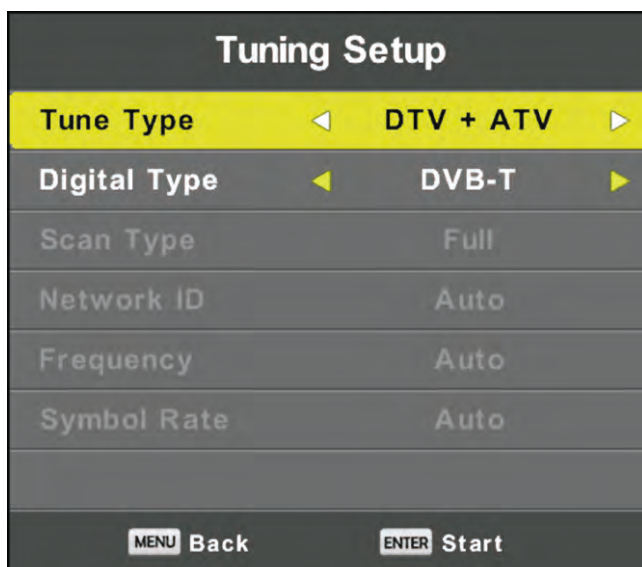 Tuning Setup
Tune Type DTV + ATV
Digital Type DVB-T
Scan Type Full
Network ID Auto
Frequency Auto
Symbol Rate Auto
MENU Back ENTER Start